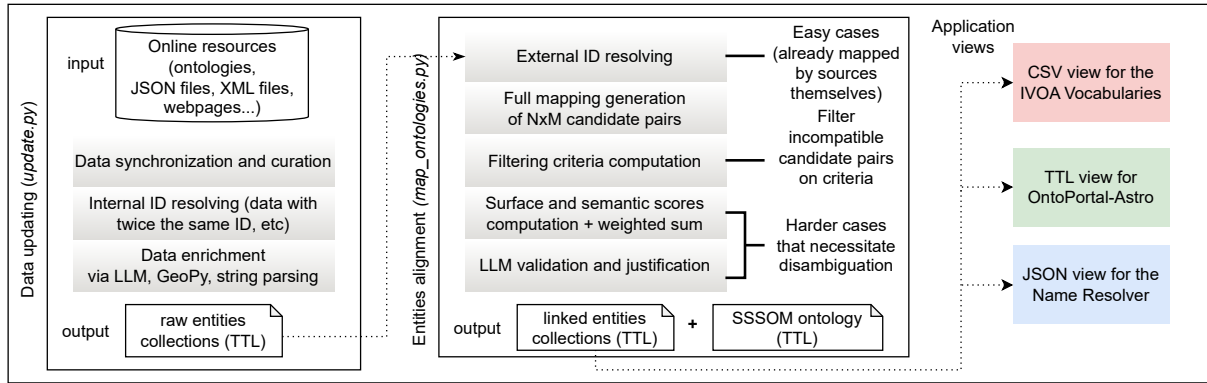 Data updating (update.py)
input
Online resources
(ontologies,
JSON files, XML files,
webpages...)
Data synchronization and curation
Internal ID resolving (data with
twice the same ID, etc)
Data enrichment
via LLM, GeoPy, string parsing
output
raw entities
collections (TTL)
Entities alignment (map_ontologies.py)
External ID resolving
Full mapping generation
of NxM candidate pairs
Filtering criteria computation
Surface and semantic scores
computation + weighted sum
LLM validation and justification
Easy cases
(already mapped
by sources
themselves)
Filter
incompatible
candidate pairs
on criteria
Harder cases
that necessitate
disambiguation
output
linked entities
collections (TTL)
+
SSSOM ontology
(TTL)
Application
views
CSV view for the
IVOA Vocabularies
TTL view for
OntoPortal-Astro
JSON view for the
Name Resolver